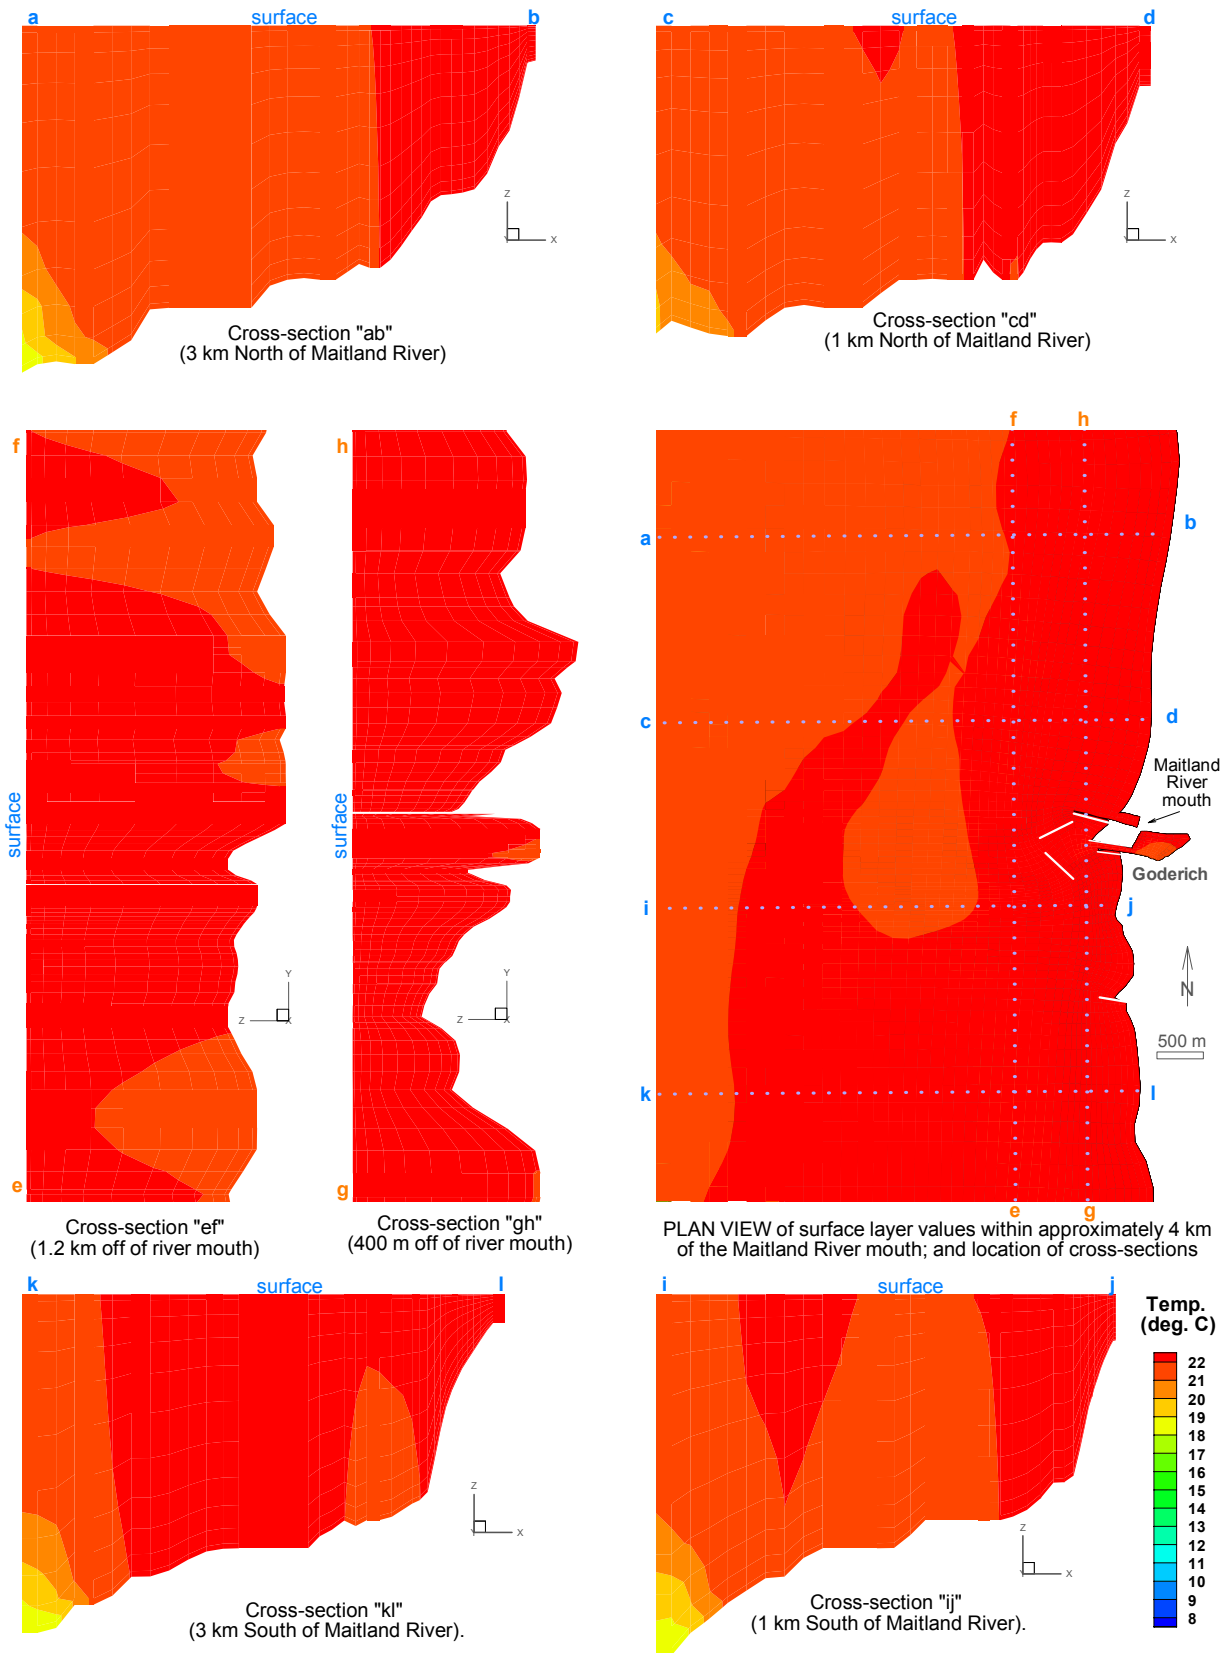 a surface b
Z
X
Y
Cross-section "ab"
(3 km North of Maitland River)
c surface d
Z
X
Y
Cross-section "cd"
(1 km North of Maitland River)
f
surface
e
Y
Z
X
Cross-section "ef"
(1.2 km off of river mouth)
h
surface
g
Y
Z
X
Cross-section "gh"
(400 m off of river mouth)
f h
a b
c d
Maitland
River
mouth
Goderich
i j
N
500 m
k l
e g
PLAN VIEW of surface layer values within approximately 4 km
of the Maitland River mouth; and location of cross-sections
k surface l
Z
X
Y
Cross-section "kl"
(3 km South of Maitland River).
i surface j
Z
X
Y
Cross-section "ij"
(1 km South of Maitland River).
Temp.
(deg. C)
22
21
20
19
18
17
16
15
14
13
12
11
10
9
8